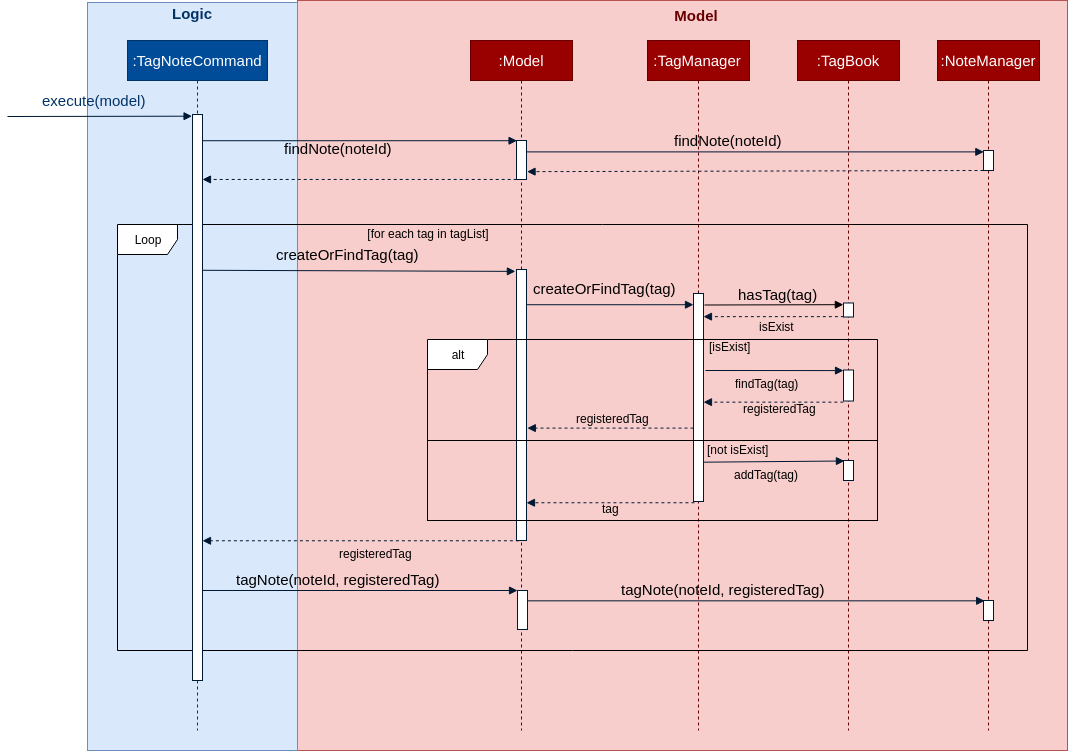 Logic
Model
:TagNoteCommand
:Model
:TagManager
:TagBook
:NoteManager
execute(model)
findNote(noteId)
findNote(noteId)
Loop
[for each tag in tagList]
createOrFindTag(tag)
createOrFindTag(tag)
hasTag(tag)
isExist
alt
[isExist]
findTag(tag)
registeredTag
registeredTag
[not isExist]
addTag(tag)
tag
registeredTag
tagNote(noteId, registeredTag)
tagNote(noteId, registeredTag)